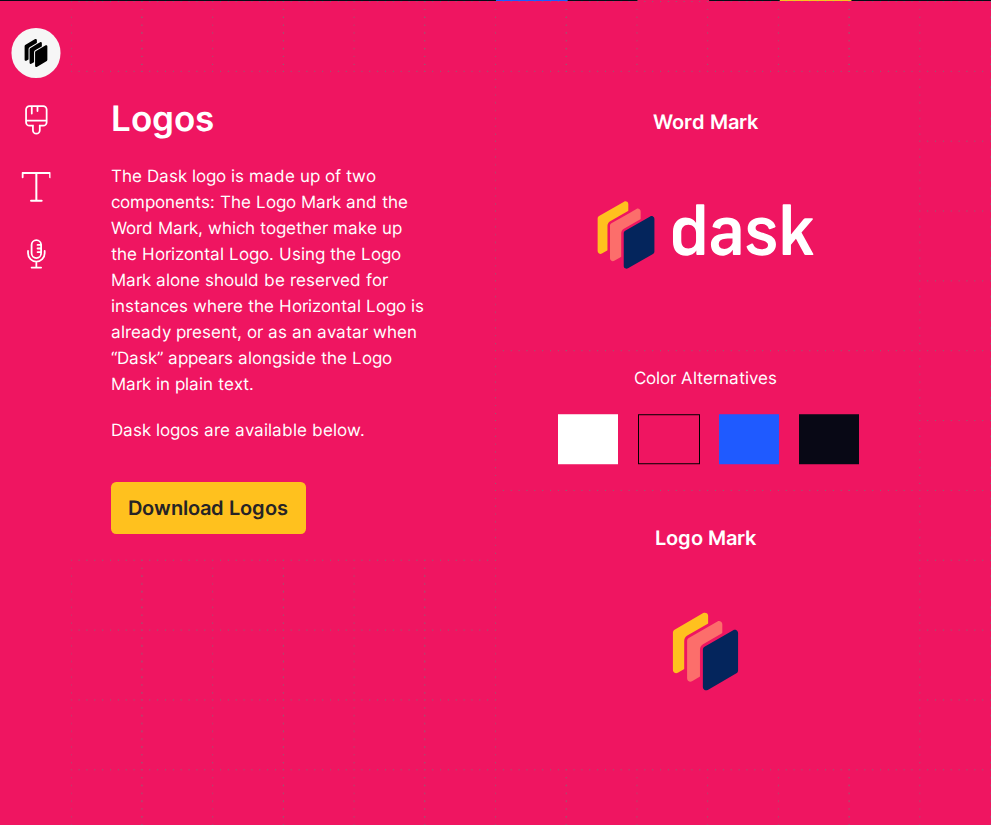 Logos
The Dask logo is made up of two
components: The Logo Mark and the
Word Mark, which together make up
the Horizontal Logo. Using the Logo
Mark alone should be reserved for
instances where the Horizontal Logo is
already present, or as an avatar when
“Dask” appears alongside the Logo
Mark in plain text.
Dask logos are available below.
Download Logos
Word Mark
dask
Color Alternatives
Logo Mark